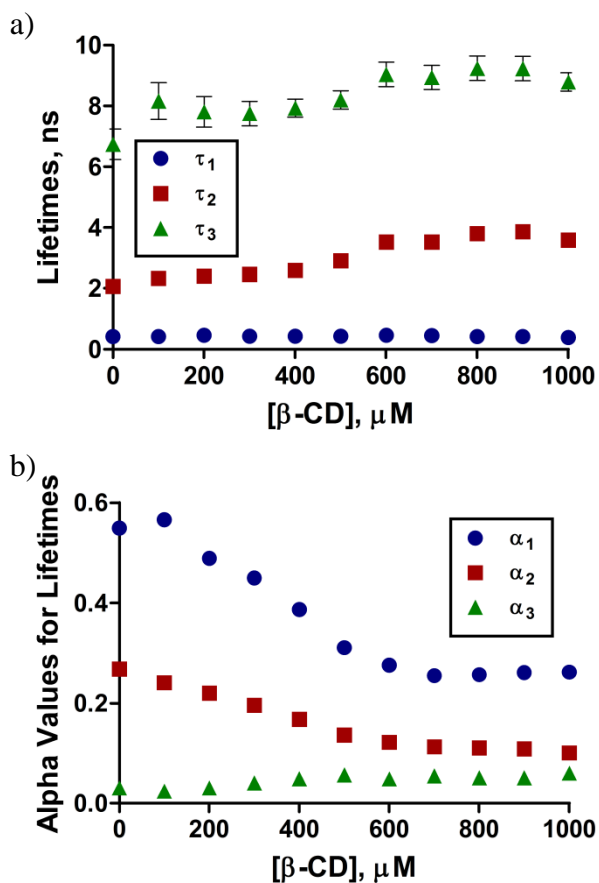 a)
Lifetimes, ns
10
8
6
4
2
0
τ1
τ2
τ3
0 200 400 600 800 1000
[β-CD], μM
b)
Alpha Values for Lifetimes
0.6
0.4
0.2
0.0
α1
α2
α3
0 200 400 600 800 1000
[β-CD], μM